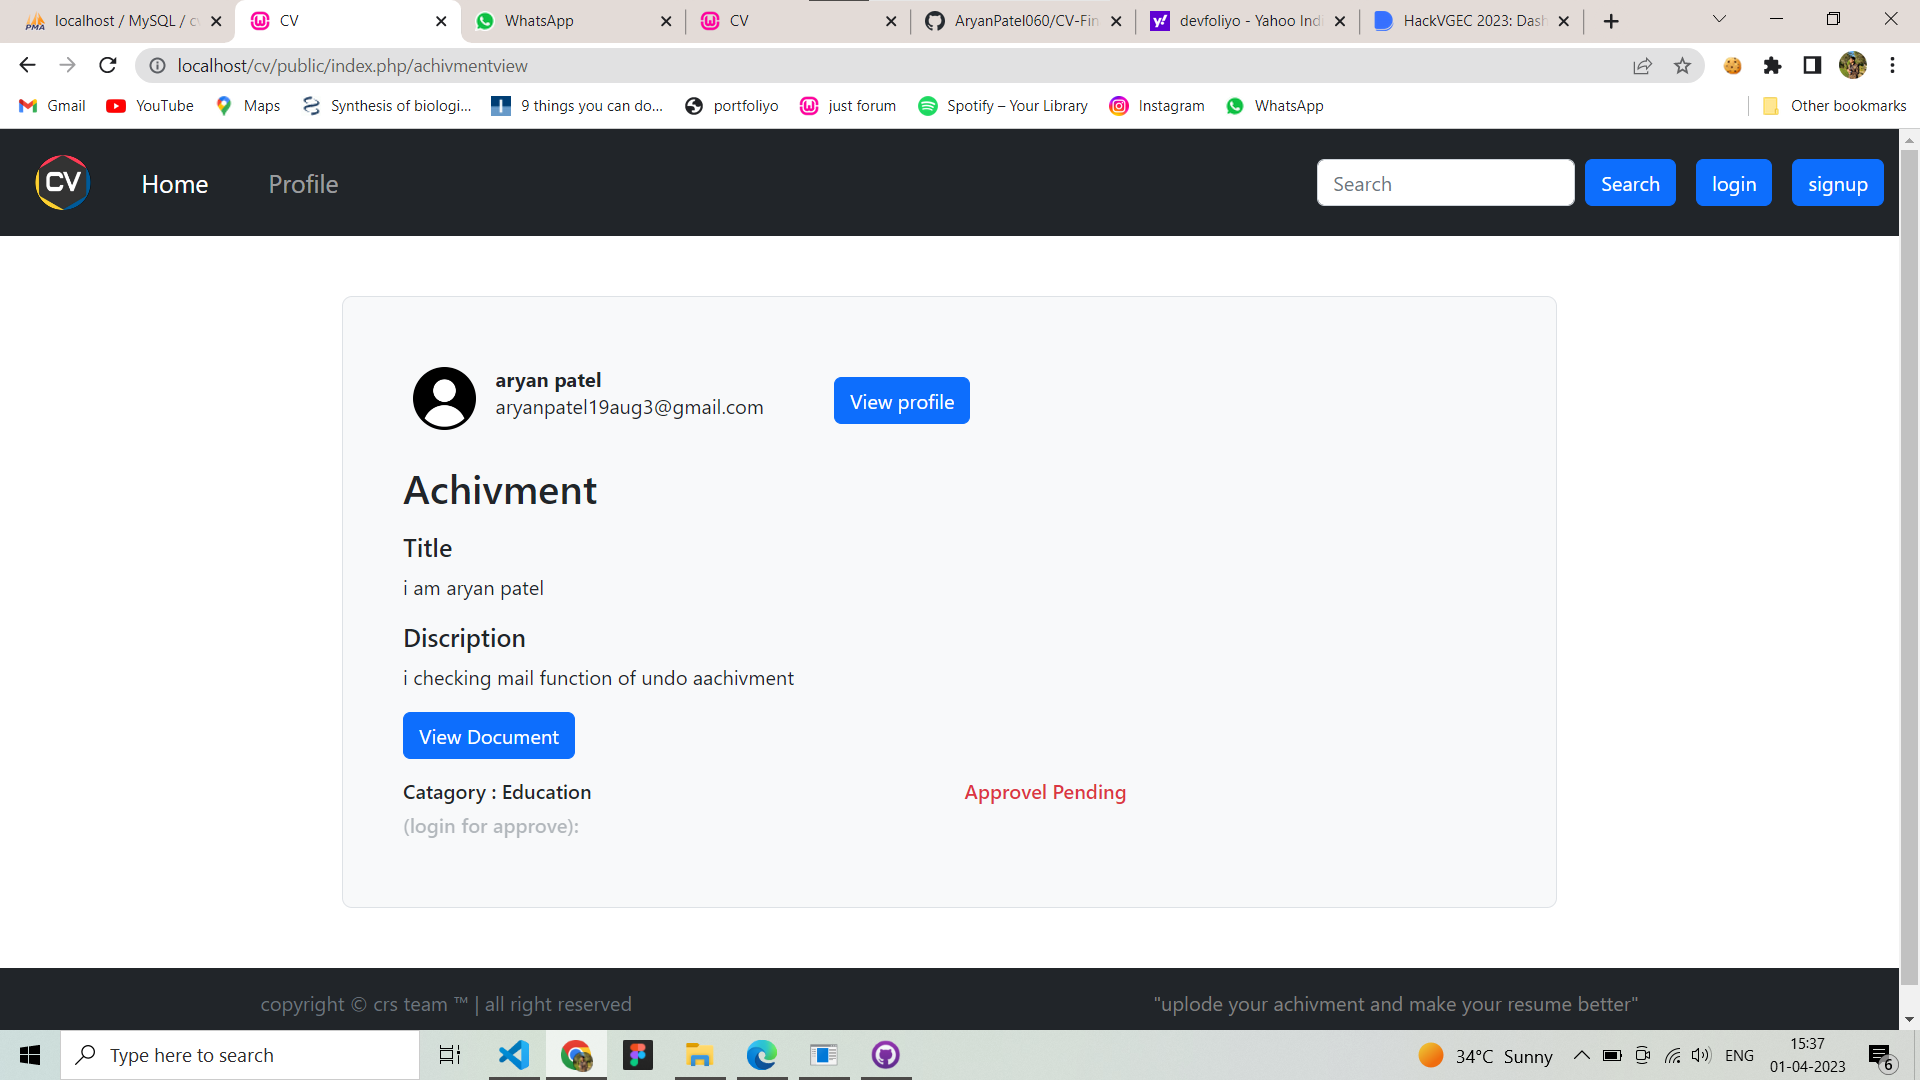 localhost / MySQL / c
CV
WhatsApp
CV
AryanPatel060/CV-Fin
devfoliyo - Yahoo Indi
HackVGEC 2023: Dash
localhost/cv/public/index.php/achivmentview
Gmail
YouTube
Maps
Synthesis of biologi...
9 things you can do...
portfoliyo
just forum
Spotify – Your Library
Instagram
WhatsApp
Other bookmarks
CV
Home
Profile
Search
Search
login
signup
aryan patel
aryanpatel19aug3@gmail.com
View profile
Achivment
Title
i am aryan patel
Discription
i checking mail function of undo aachivment
View Document
Catagory : Education
Approvel Pending
(login for approve):
copyright © crs team ™ | all right reserved
"uplode your achivment and make your resume better"
Type here to search
34°C Sunny
ENG
15:37
01-04-2023
6